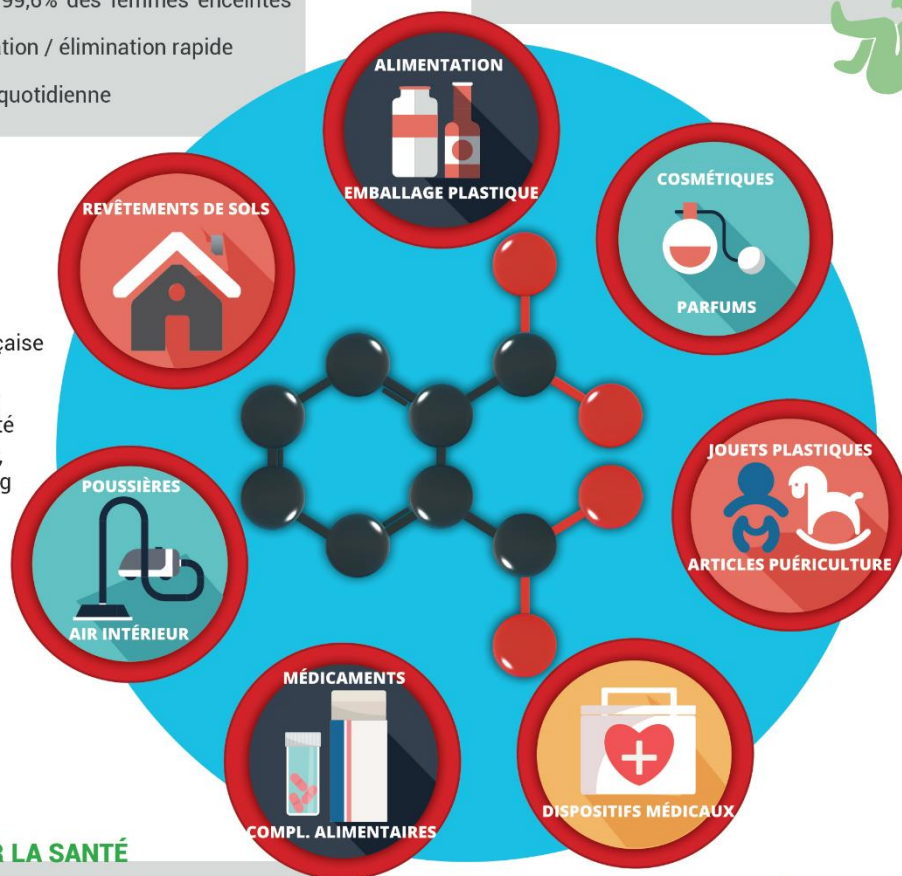 99,6% des femmes enceintes
ation / élimination rapide
quotidienne
ALIMENTATION
EMBALLAGE PLASTIQUE
COSMÉTIQUES
PARFUMS
REVÊTEMENTS DE SOLS
çaise
té
g
JOUETS PLASTIQUES
ARTICLES PUÉRICULTURE
POUSSIÈRES
AIR INTÉRIEUR
MÉDICAMENTS
COMPL. ALIMENTAIRES
DISPOSITIFS MÉDICAUX
R LA SANTÉ